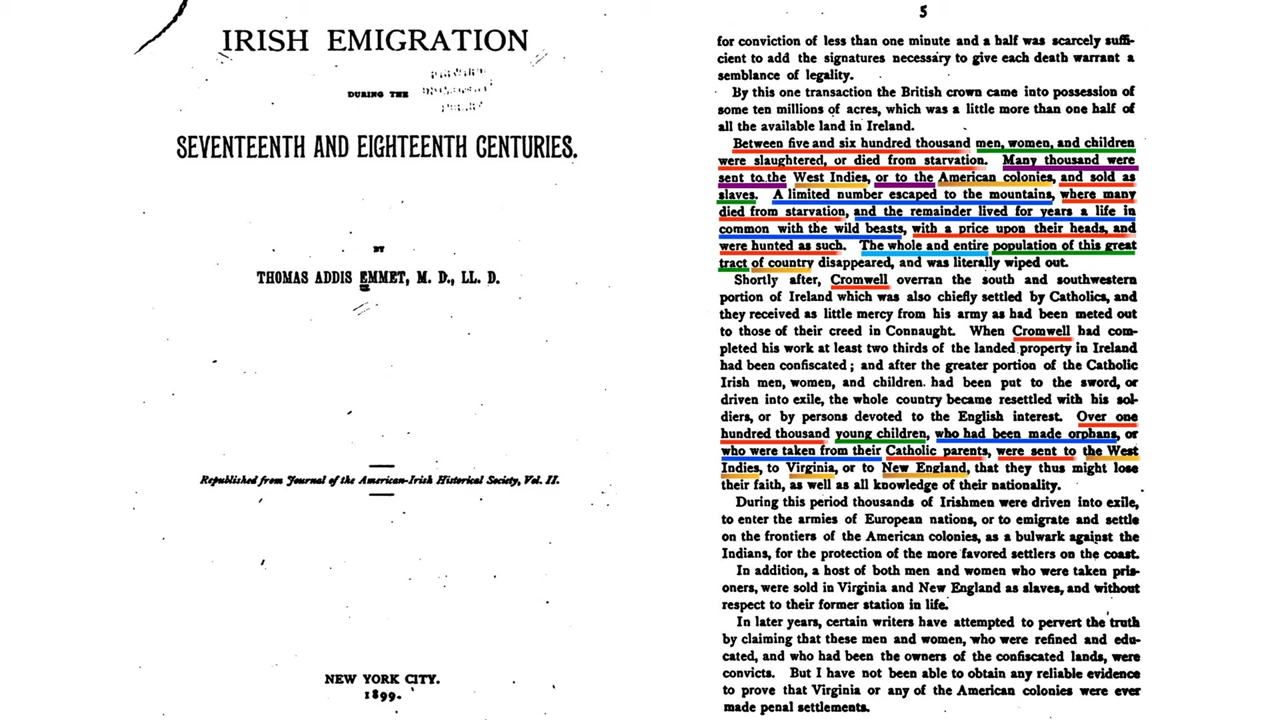 IRISH EMIGRATION
DURING THE
SEVENTEENTH AND EIGHTEENTH CENTURIES.
BY
THOMAS ADDIS EMMET, M. D., LL. D.
Republished from Journal of the American-Irish Historical Society, Vol. II.
NEW YORK CITY.
1899.
5
for conviction of less than one minute and a half was scarcely suffi-
cient to add the signatures necessary to give each death warrant a
semblance of legality.
By this one transaction the British crown came into possession of
some ten millions of acres, which was a little more than one half of
all the available land in Ireland.
Between five and six hundred thousand men, women, and children
were slaughtered, or died from starvation. Many thousand were
sent to the West Indies, or to the American colonies, and sold as
slaves. A limited number escaped to the mountains, where many
died from starvation, and the remainder lived for years a life in
common with the wild beasts, with a price upon their heads, and
were hunted as such. The whole and entire population of this great
tract of country disappeared, and was literally wiped out.
Shortly after, Cromwell overran the south and southwestern
portion of Ireland which was also chiefly settled by Catholics, and
they received as little mercy from his army as had been meted out
to those of their creed in Connaught. When Cromwell had com-
pleted his work at least two thirds of the landed property in Ireland
had been confiscated; and after the greater portion of the Catholic
Irish men, women, and children. had been put to the sword, or
driven into exile, the whole country became resettled with his sol-
diers, or by persons devoted to the English interest. Over one
hundred thousand young children, who had been made orphans, or
who were taken from their Catholic parents, were sent to the West
Indies, to Virginia, or to New England, that they thus might lose
their faith, as well as all knowledge of their nationality.
During this period thousands of Irishmen were driven into exile,
to enter the armies of European nations, or to emigrate and settle
on the frontiers of the American colonies, as a bulwark against the
Indians, for the protection of the more favored settlers on the coast.
In addition, a host of both men and women who were taken pris-
oners, were sold in Virginia and New England as slaves, and without
respect to their former station in life.
In later years, certain writers have attempted to pervert the truth
by claiming that these men and women, who were refined and edu-
cated, and who had been the owners of the confiscated lands, were
convicts. But I have not been able to obtain any reliable evidence
to prove that Virginia or any of the American colonies were ever
made penal settlements.